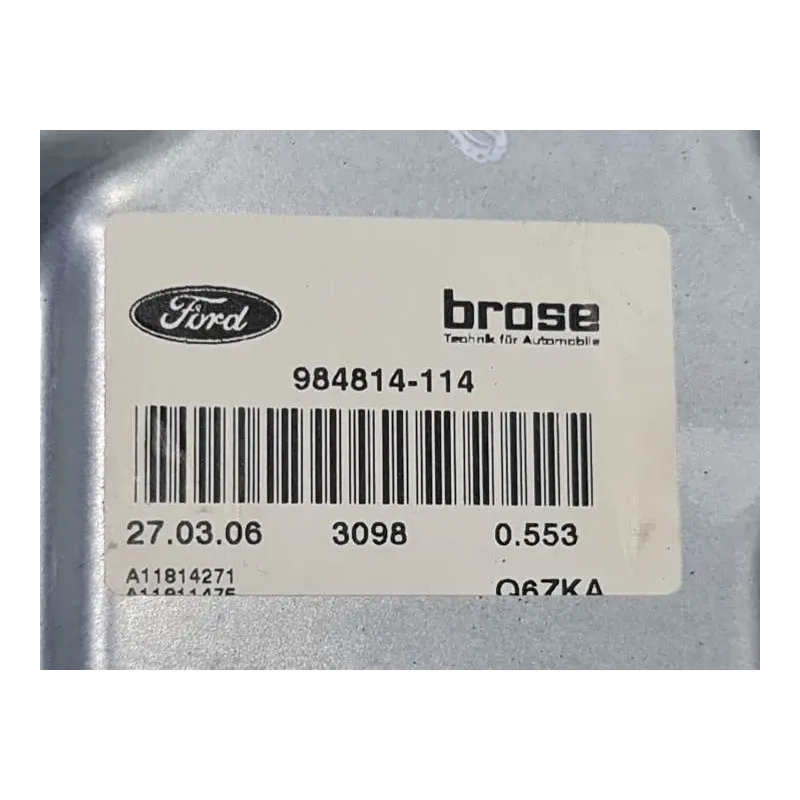 Ford
brose
Technik für Automobile
984814-114
27.03.06 3098 0.553
A11814271